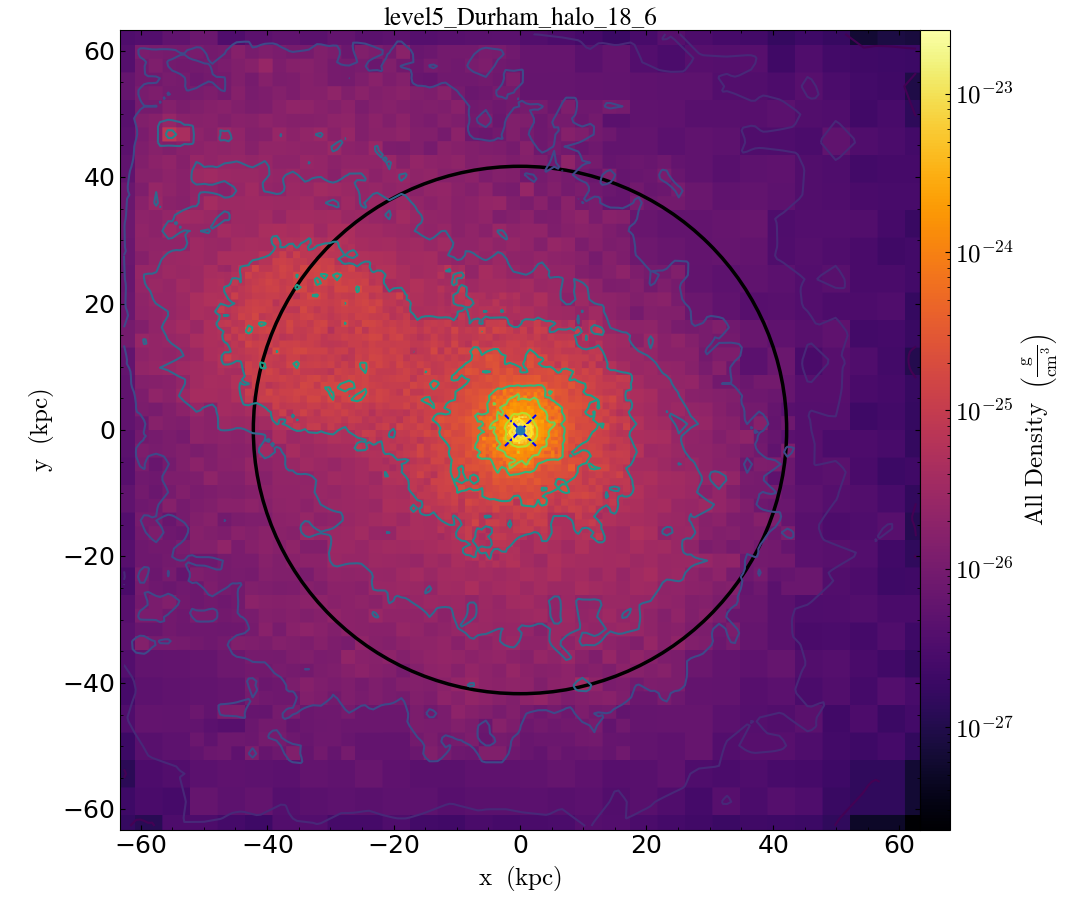 level5_Durham_halo_18_6
60
40
20
0
−20
−40
−60
y (kpc)
−60 −40 −20 0 20 40 60
x (kpc)
10^{−23}
10^{−24}
10^{−25}
10^{−26}
10^{−27}
All Density (g/cm^3)